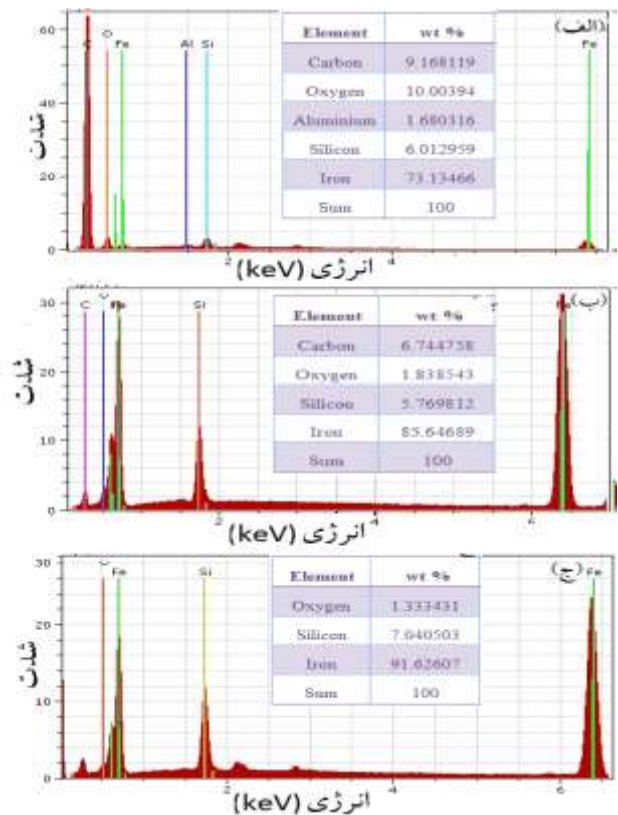 (الف)
60
40
20
0
شدت
C O Fe Al Si Fe
Element wt %
Carbon 9.168119
Oxygen 10.00394
Aluminium 1.680316
Silicon 6.012959
Iron 73.13466
Sum 100
2
انرژی (keV)
(ب)
30
20
10
0
شدت
C Fe Si
Element wt %
Carbon 6.744758
Oxygen 1.838543
Silicon 5.769812
Iron 85.64689
Sum 100
2 4 6
انرژی (keV)
(ج)
30
20
10
0
شدت
Fe Si Fe
Element wt %
Oxygen 1.333431
Silicon 7.040503
Iron 91.62607
Sum 100
2 4 6
انرژی (keV)